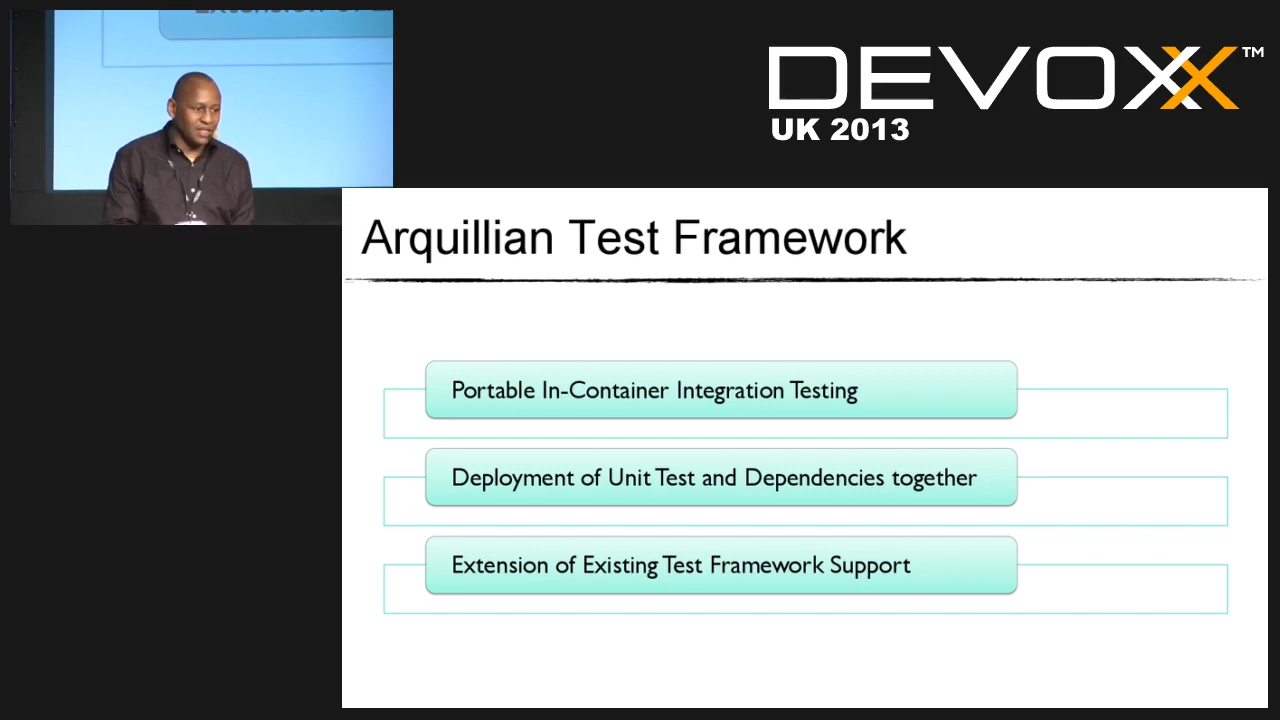 DEVOXX™
UK 2013
Arquillian Test Framework
Portable In-Container Integration Testing
Deployment of Unit Test and Dependencies together
Extension of Existing Test Framework Support